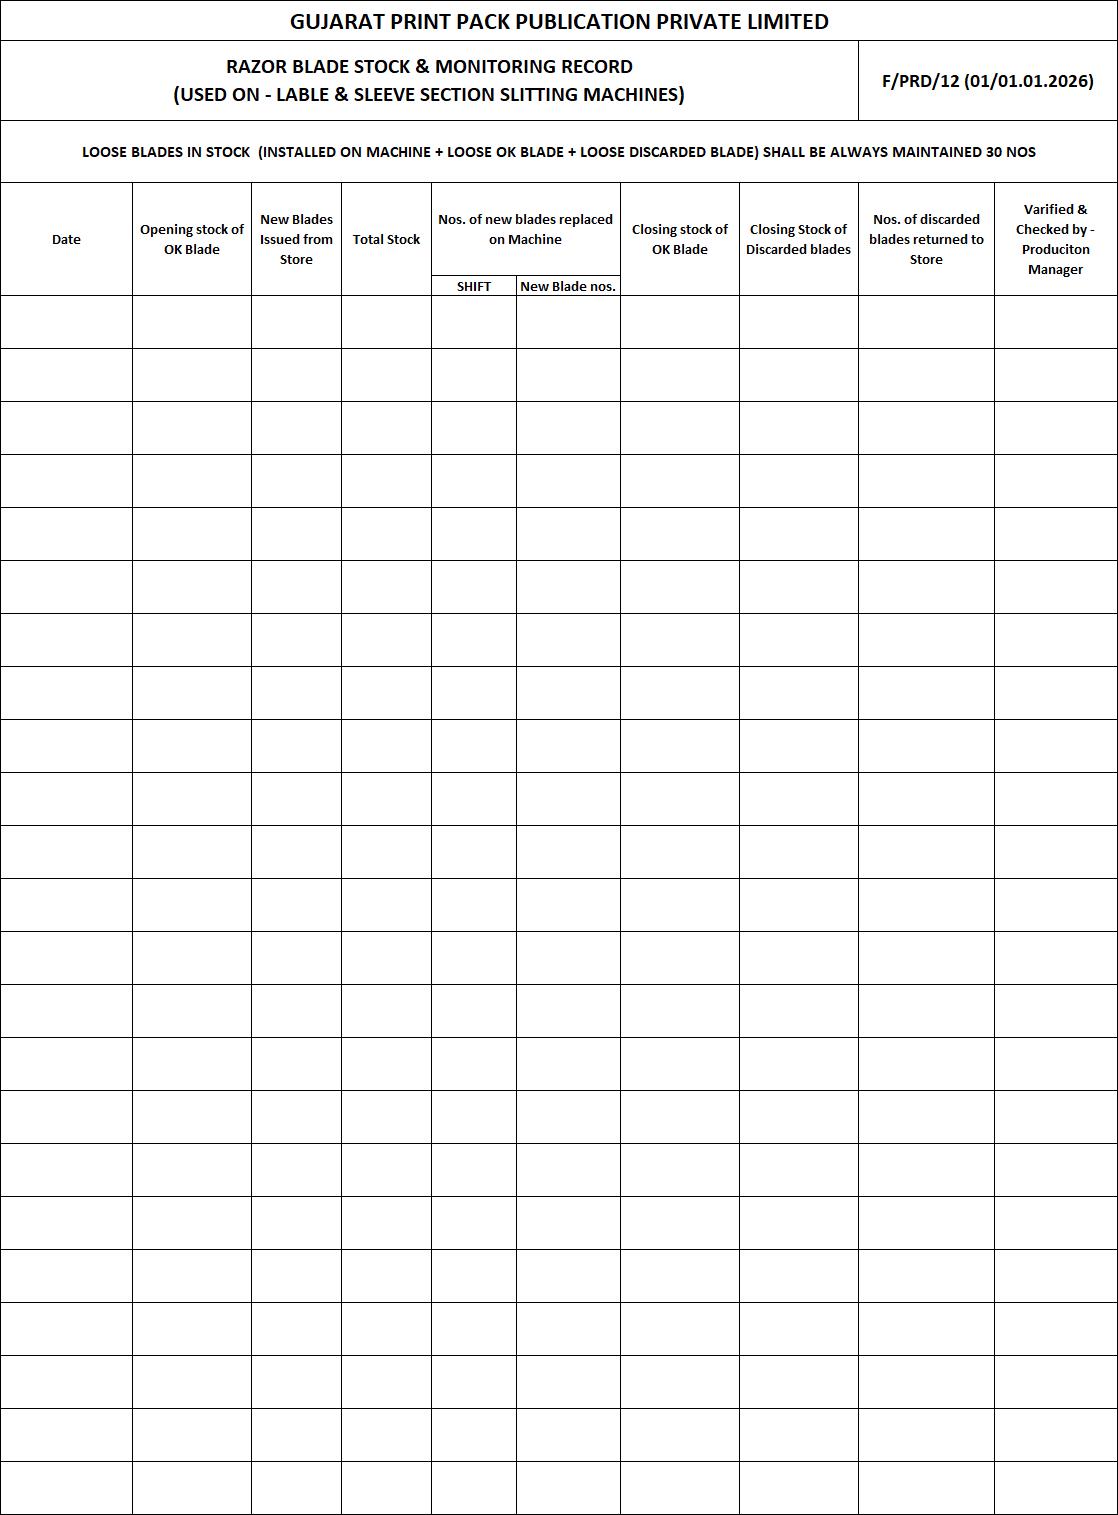 GUJARAT PRINT PACK PUBLICATION PRIVATE LIMITED
RAZOR BLADE STOCK & MONITORING RECORD
(USED ON - LABLE & SLEEVE SECTION SLITTING MACHINES)
F/PRD/12 (01/01.01.2026)
LOOSE BLADES IN STOCK  (INSTALLED ON MACHINE + LOOSE OK BLADE + LOOSE DISCARDED BLADE) SHALL BE ALWAYS MAINTAINED 30 NOS
Date
Opening stock of
OK Blade
New Blades
Issued from
Store
Total Stock
Nos. of new blades replaced
on Machine
SHIFT
New Blade nos.
Closing stock of
OK Blade
Closing Stock of
Discarded blades
Nos. of discarded
blades returned to
Store
Varified &
Checked by -
Produciton
Manager